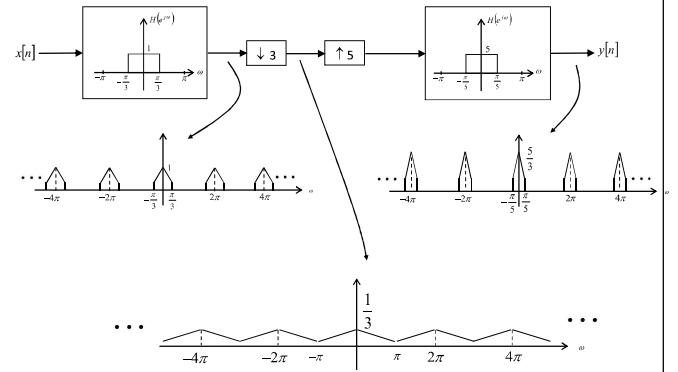 H(e^{jω})
1
-π
-π/3
π/3
π
ω
x[n]
↓ 3
↑ 5
H(e^{jω})
5
-π
-π/5
π/5
π
ω
y[n]
...
1
...
-4π
-2π
-π/3
π/3
2π
4π
ω
...
5/3
...
-4π
-2π
-π/5
π/5
2π
4π
ω
...
1/3
...
-4π
-2π
-π
π
2π
4π
ω